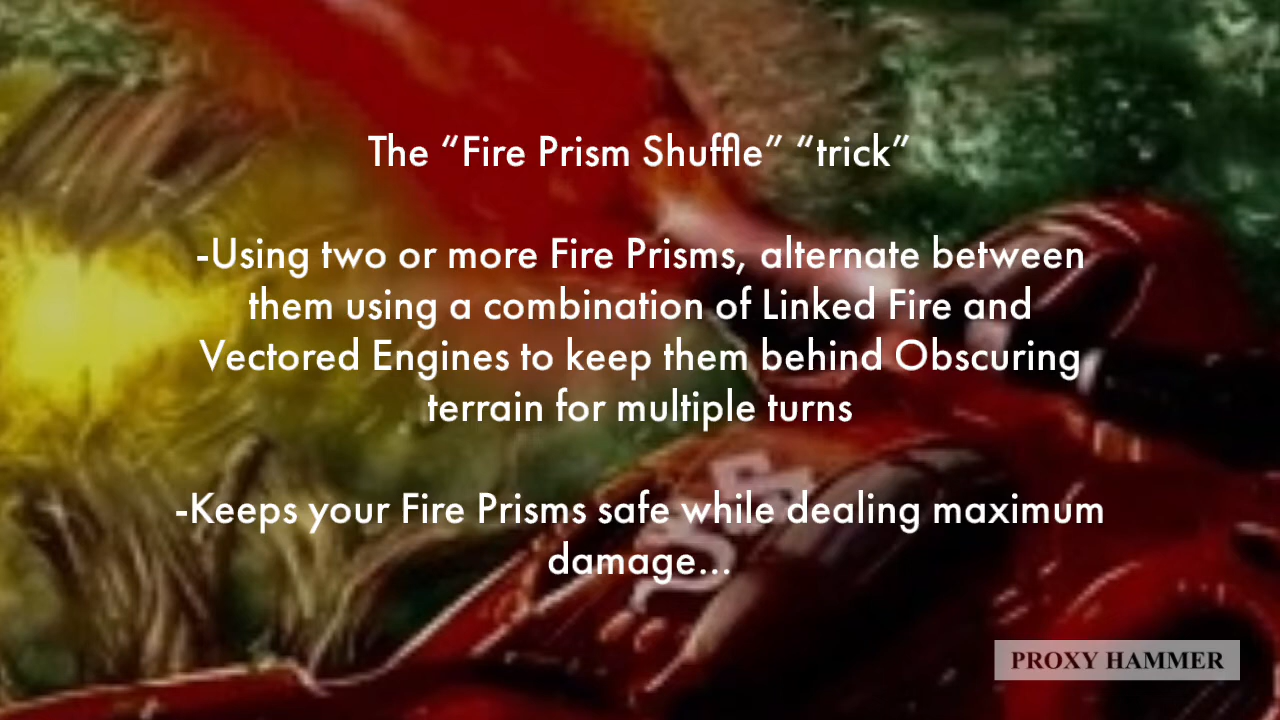 The “Fire Prism Shuffle” “trick”
-Using two or more Fire Prisms, alternate between
them using a combination of Linked Fire and
Vectored Engines to keep them behind Obscuring
terrain for multiple turns
-Keeps your Fire Prisms safe while dealing maximum
damage...
PROXY HAMMER